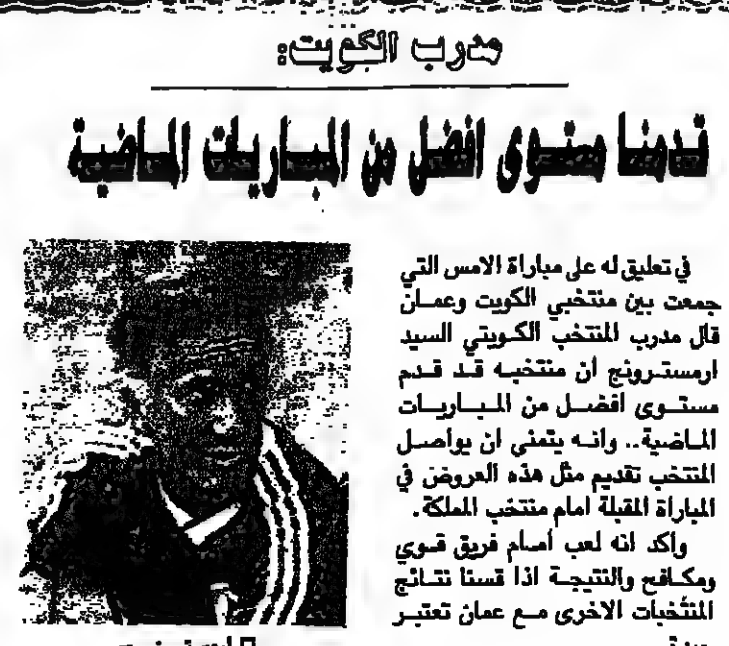 مدرب الكويت:
قدمنا مستوى افضل من المباريات الماضية
في تعليق له على مباراة الامس التي
جمعت بين منتخبي الكويت وعمان
قال مدرب المنتخب الكويتي السيد
ارمسترونج ان منتخبه قد قدم
مستوى افضل من المباريات
الماضية.. وانه يتمنى ان يواصل
المنتخب تقديم مثل هذه العروض في
المباراة المقبلة امام منتخب المملكة.
واكد انه لعب امام فريق قوي
ومكافح والنتيجة اذا قسنا نتائج
المنتخبات الاخرى مع عمان تعتبر